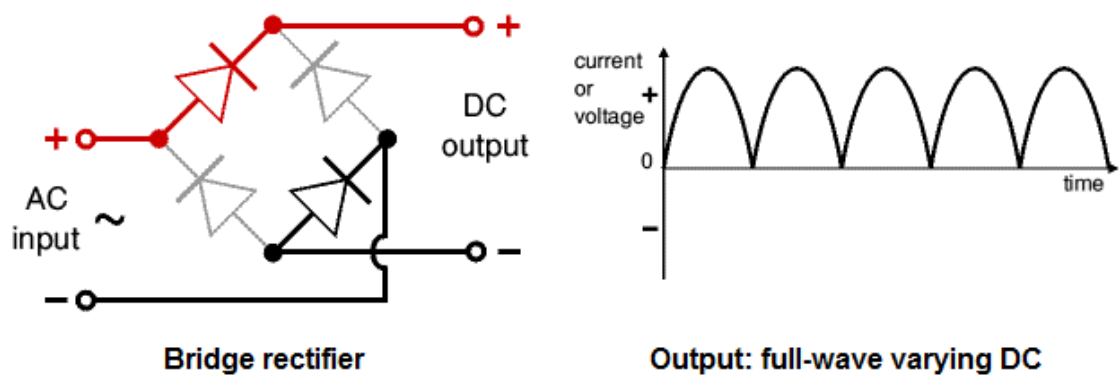 +
DC
output
+
AC
input
~
−
−
Bridge rectifier
current
or
voltage
+
0
time
−
Output: full-wave varying DC